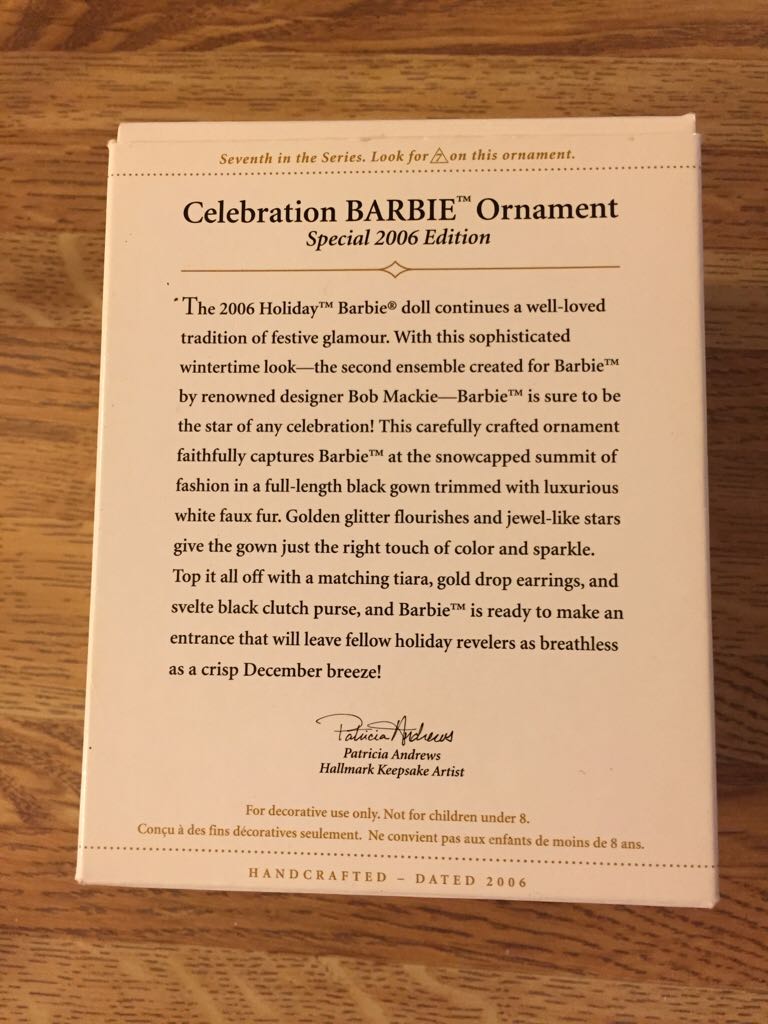 Seventh in the Series. Look for 7 on this ornament.
Celebration BARBIE™ Ornament
Special 2006 Edition
The 2006 Holiday™ Barbie® doll continues a well-loved
tradition of festive glamour. With this sophisticated
wintertime look—the second ensemble created for Barbie™
by renowned designer Bob Mackie—Barbie™ is sure to be
the star of any celebration! This carefully crafted ornament
faithfully captures Barbie™ at the snowcapped summit of
fashion in a full-length black gown trimmed with luxurious
white faux fur. Golden glitter flourishes and jewel-like stars
give the gown just the right touch of color and sparkle.
Top it all off with a matching tiara, gold drop earrings, and
svelte black clutch purse, and Barbie™ is ready to make an
entrance that will leave fellow holiday revelers as breathless
as a crisp December breeze!
Patricia Andrews
Patricia Andrews
Hallmark Keepsake Artist
For decorative use only. Not for children under 8.
Conçu à des fins décoratives seulement. Ne convient pas aux enfants de moins de 8 ans.
HANDCRAFTED – DATED 2006